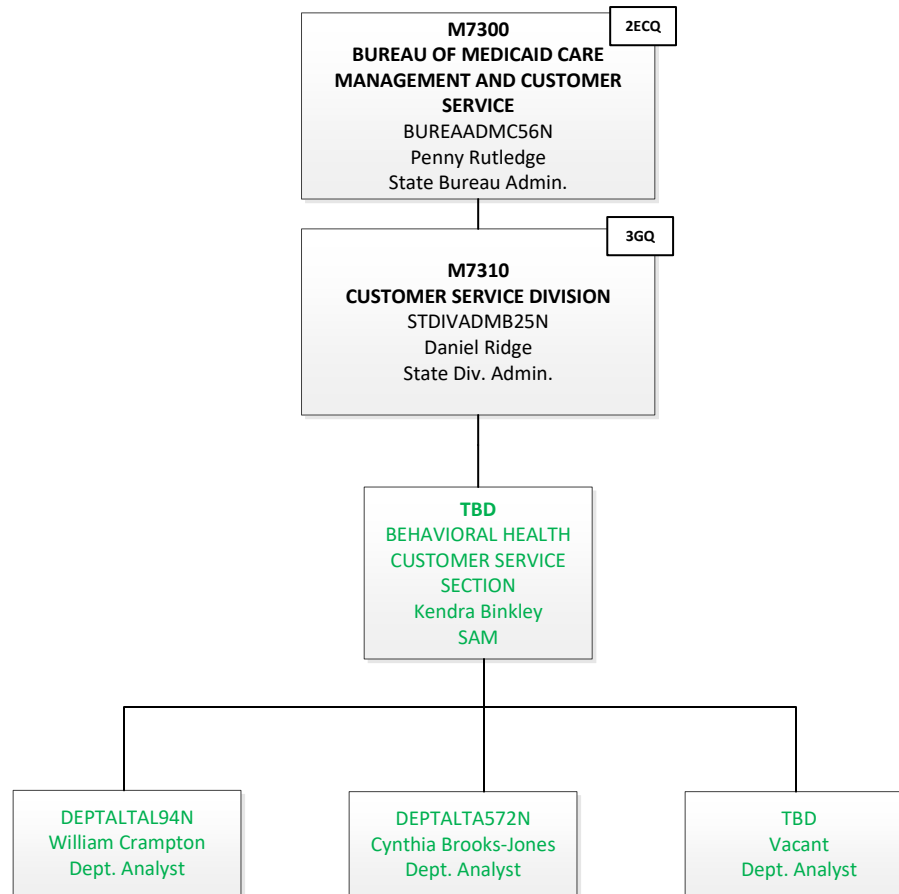 2ECQ
M7300
BUREAU OF MEDICAID CARE
MANAGEMENT AND CUSTOMER
SERVICE
BUREAADMC56N
Penny Rutledge
State Bureau Admin.
3GQ
M7310
CUSTOMER SERVICE DIVISION
STDIVADMB25N
Daniel Ridge
State Div. Admin.
TBD
BEHAVIORAL HEALTH
CUSTOMER SERVICE
SECTION
Kendra Binkley
SAM
DEPTALTAL94N
William Crampton
Dept. Analyst
DEPTALTA572N
Cynthia Brooks-Jones
Dept. Analyst
TBD
Vacant
Dept. Analyst